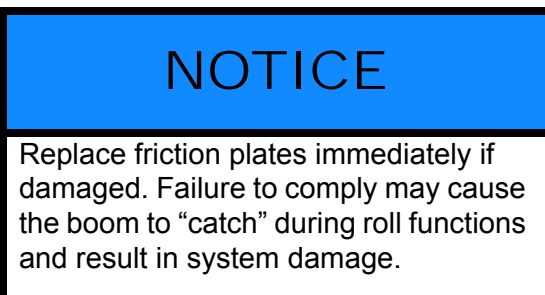 NOTICE
Replace friction plates immediately if
damaged. Failure to comply may cause
the boom to “catch” during roll functions
and result in system damage.